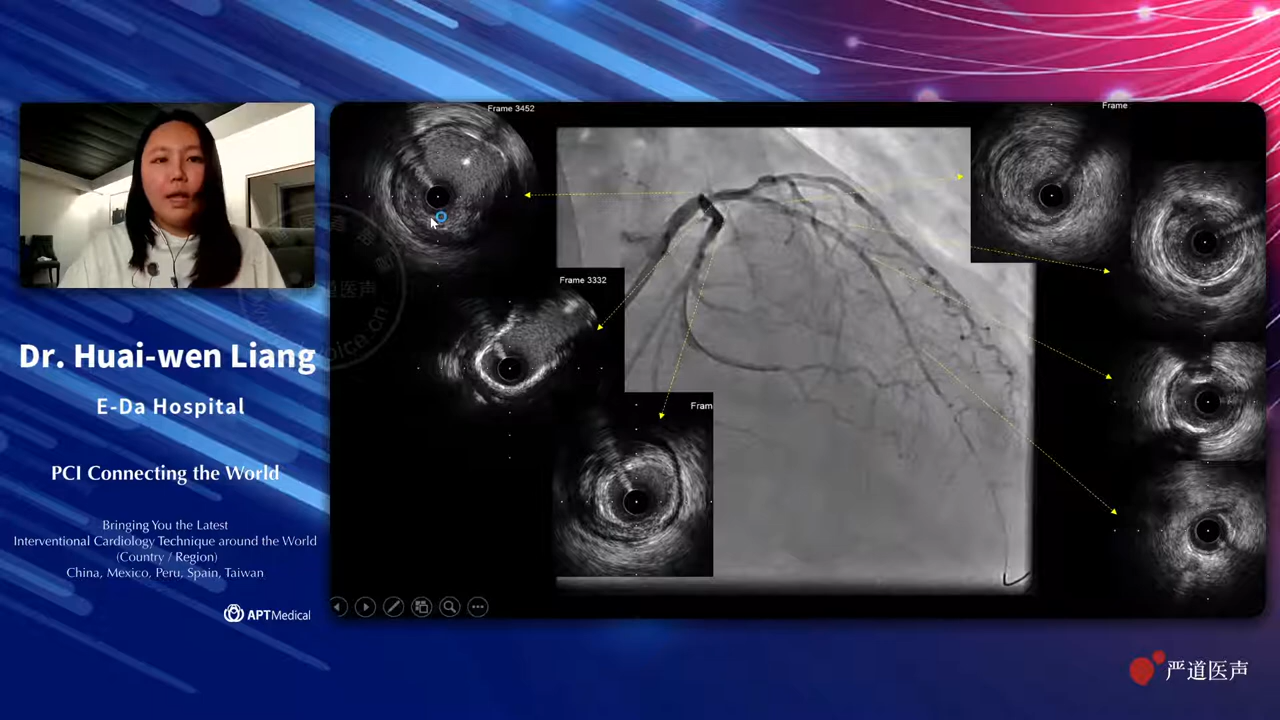 Frame 3452
Frame
Frame 3332
Fram
Dr. Huai-wen Liang
E-Da Hospital
PCI Connecting the World
Bringing You the Latest
Interventional Cardiology Technique around the World
(Country / Region)
China, Mexico, Peru, Spain, Taiwan
APTMedical
严道医声